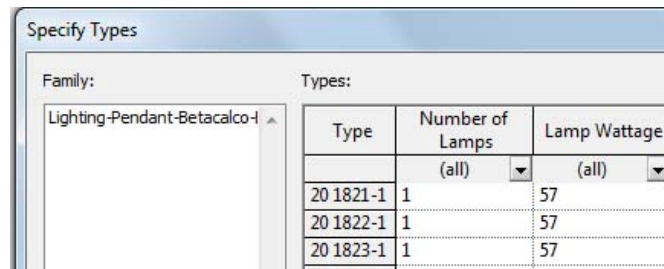 Specify Types
Family: Types:
Lighting-Pendant-Betacalco-
Type Number of Lamps Lamp Wattage
(all) (all)
20 1821-1 1 57
20 1822-1 1 57
20 1823-1 1 57